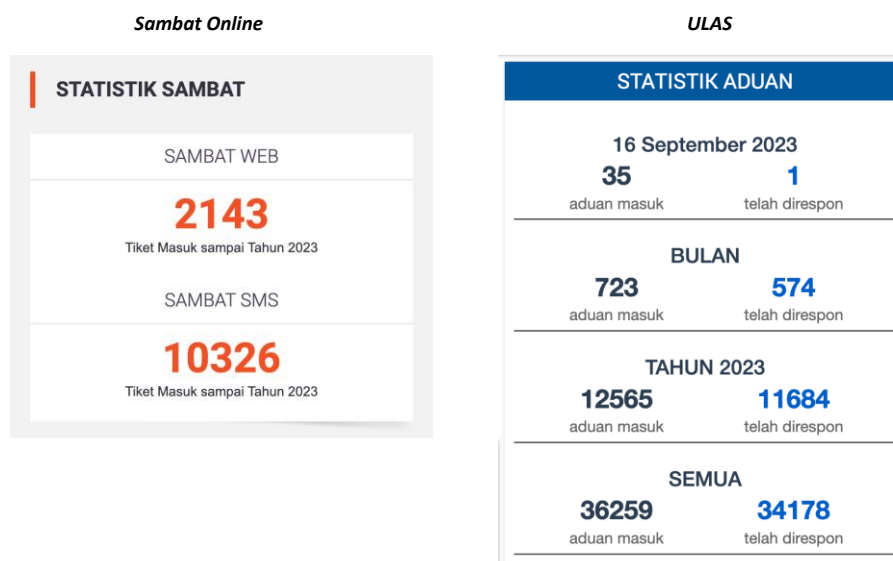 Sambat Online
STATISTIK SAMBAT
SAMBAT WEB
2143
Tiket Masuk sampai Tahun 2023
SAMBAT SMS
10326
Tiket Masuk sampai Tahun 2023
ULAS
STATISTIK ADUAN
16 September 2023
35 1
aduan masuk telah direspon
BULAN
723 574
aduan masuk telah direspon
TAHUN 2023
12565 11684
aduan masuk telah direspon
SEMUA
36259 34178
aduan masuk telah direspon